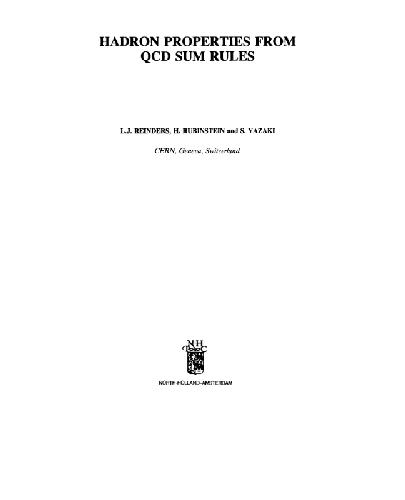 HADRON PROPERTIES FROM
QCD SUM RULES
L.J. REINDERS, H. RUBINSTEIN and S. YAZAKI
CERN, Geneva, Switzerland
NORTH-HOLLAND-AMSTERDAM